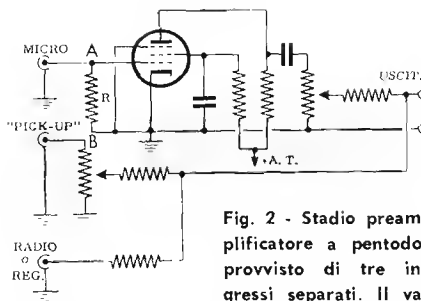 MICRO
A
R
USCIT.
"PICK-UP"
B
+A. T.
RADIO
O
REG.
Fig. 2 - Stadio pream
plificatore a pentodo
provvisto di tre in
gressi separati. Il va